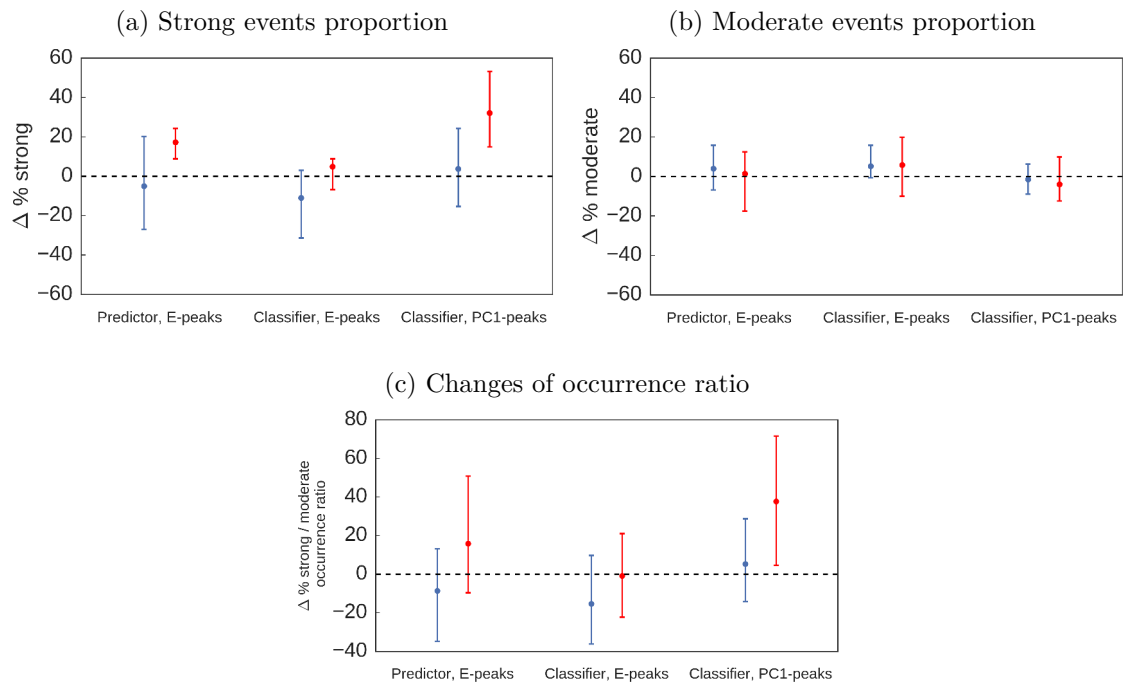 (a) Strong events proportion
60
40
20
0
−20
−40
−60
Δ % strong
Predictor, E-peaks
Classifier, E-peaks
Classifier, PC1-peaks
(b) Moderate events proportion
60
40
20
0
−20
−40
−60
Δ % moderate
Predictor, E-peaks
Classifier, E-peaks
Classifier, PC1-peaks
(c) Changes of occurrence ratio
80
60
40
20
0
−20
−40
Δ % strong / moderate
occurrence ratio
Predictor, E-peaks
Classifier, E-peaks
Classifier, PC1-peaks